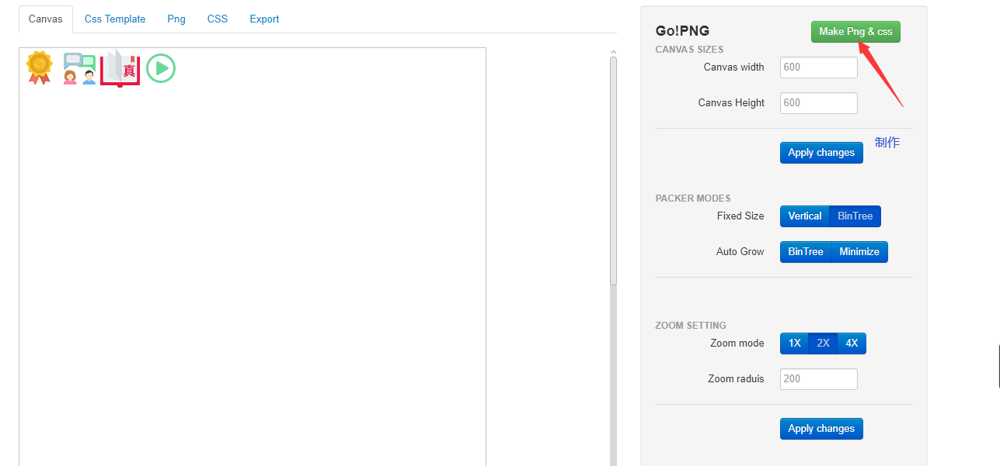 Canvas Css Template Png CSS Export
真
Go!PNG Make Png & css
CANVAS SIZES
Canvas width 600
Canvas Height 600
制作
Apply changes
PACKER MODES
Fixed Size Vertical BinTree
Auto Grow BinTree Minimize
ZOOM SETTING
Zoom mode 1X 2X 4X
Zoom raduis 200
Apply changes